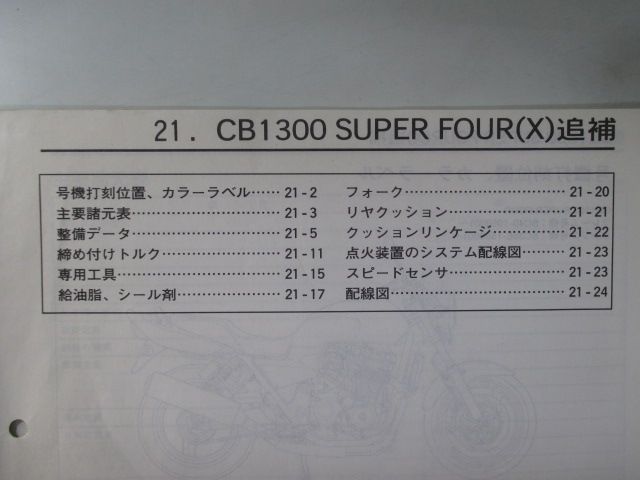 21. CB1300 SUPER FOUR(X)追補
号機打刻位置、カラーラベル……21-2
主要諸元表……………………21-3
整備データ……………………21-5
締め付けトルク………………21-11
専用工具………………………21-15
給油脂、シール剤……………21-17
フォーク………………………21-20
リヤクッション………………21-21
クッションリンケージ………21-22
点火装置のシステム配線図……21-23
スピードセンサ………………21-23
配線図…………………………21-24